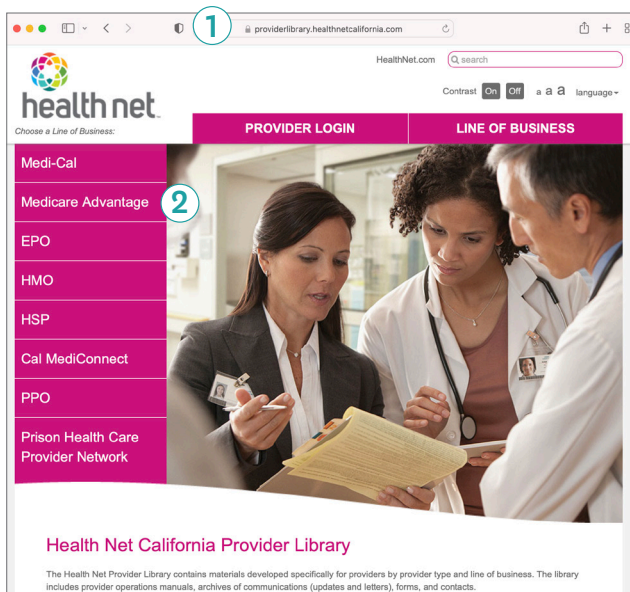 1
providerlibrary.healthnetcalifornia.com
HealthNet.com
search
Contrast On Off a a a language
health net
Choose a Line of Business:
PROVIDER LOGIN
LINE OF BUSINESS
Medi-Cal
Medicare Advantage
2
EPO
HMO
HSP
Cal MediConnect
PPO
Prison Health Care
Provider Network
Health Net California Provider Library
The Health Net Provider Library contains materials developed specifically for providers by provider type and line of business. The library
includes provider operations manuals, archives of communications (updates and letters), forms, and contacts.